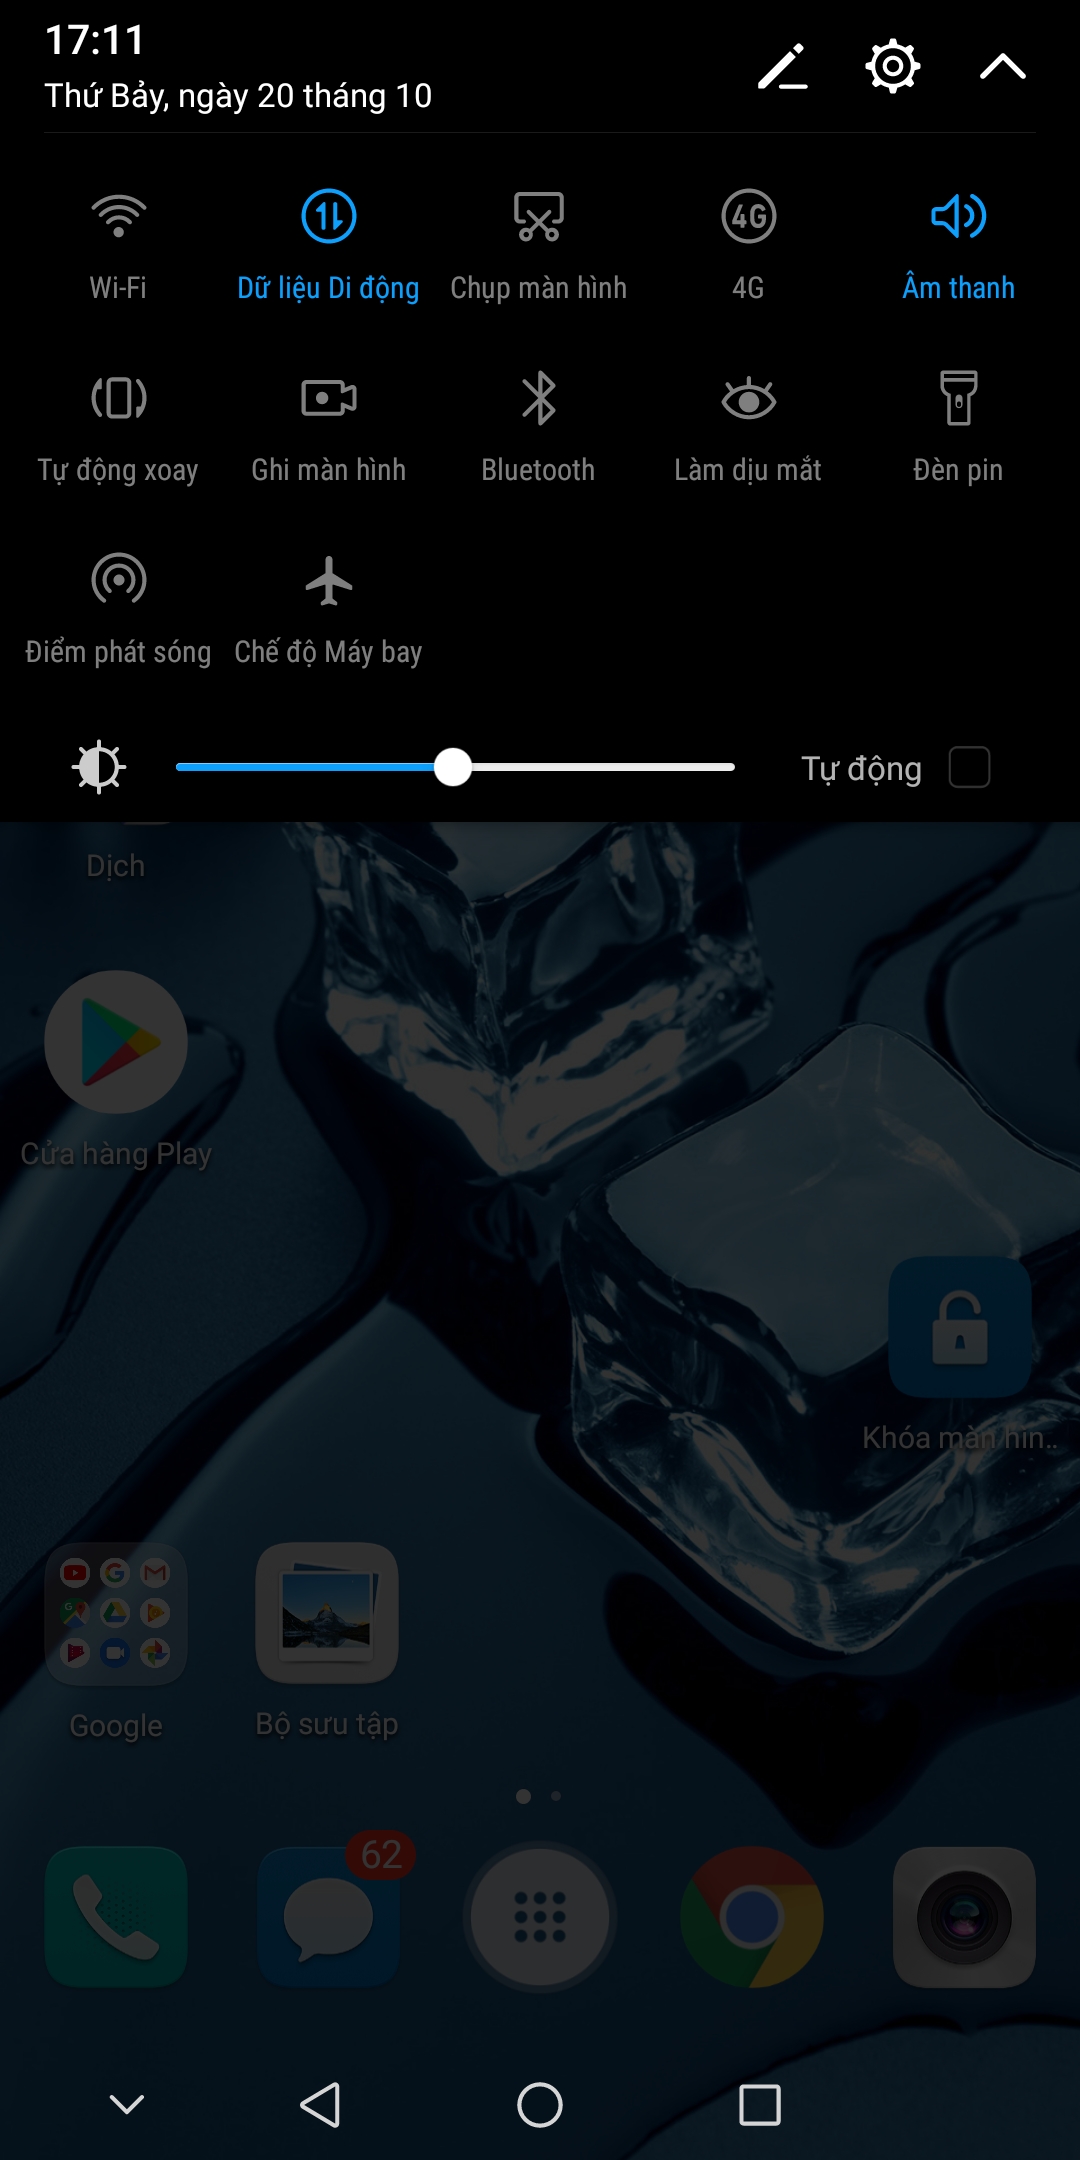 17:11
Thứ Bảy, ngày 20 tháng 10
Wi-Fi
Dữ liệu Di động
Chụp màn hình
4G
4G
Âm thanh
Tự động xoay
Ghi màn hình
Bluetooth
Làm dịu mắt
Đèn pin
Điểm phát sóng
Chế độ Máy bay
Tự động
Dịch
Cửa hàng Play
Khóa màn hìn..
Google
Bộ sưu tập
62